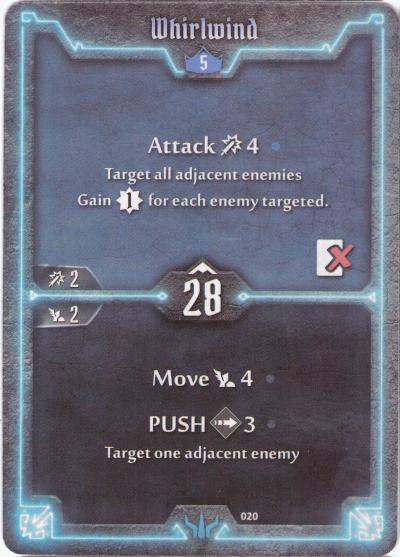 Whirlwind
5
Attack 4
Target all adjacent enemies
Gain 1 for each enemy targeted.
2
28
2
Move 4
PUSH 3
Target one adjacent enemy
020